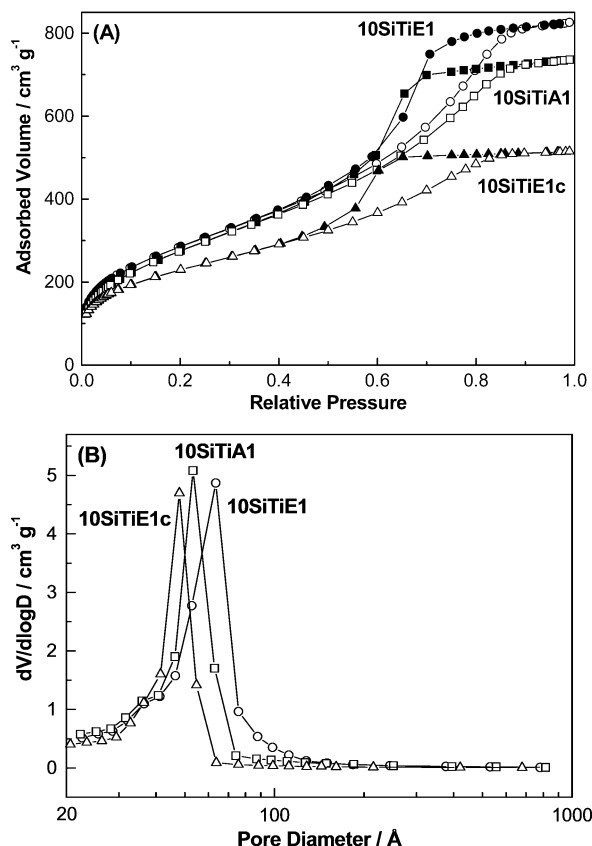 (A)
10SiTiE1
10SiTiA1
10SiTiE1c
Adsorbed Volume / cm³ g⁻¹
800
600
400
200
0
0.0 0.2 0.4 0.6 0.8 1.0
Relative Pressure
(B)
10SiTiA1
10SiTiE1c
10SiTiE1
dV/dlogD / cm³ g⁻¹
5
4
3
2
1
0
20 100 1000
Pore Diameter / Å